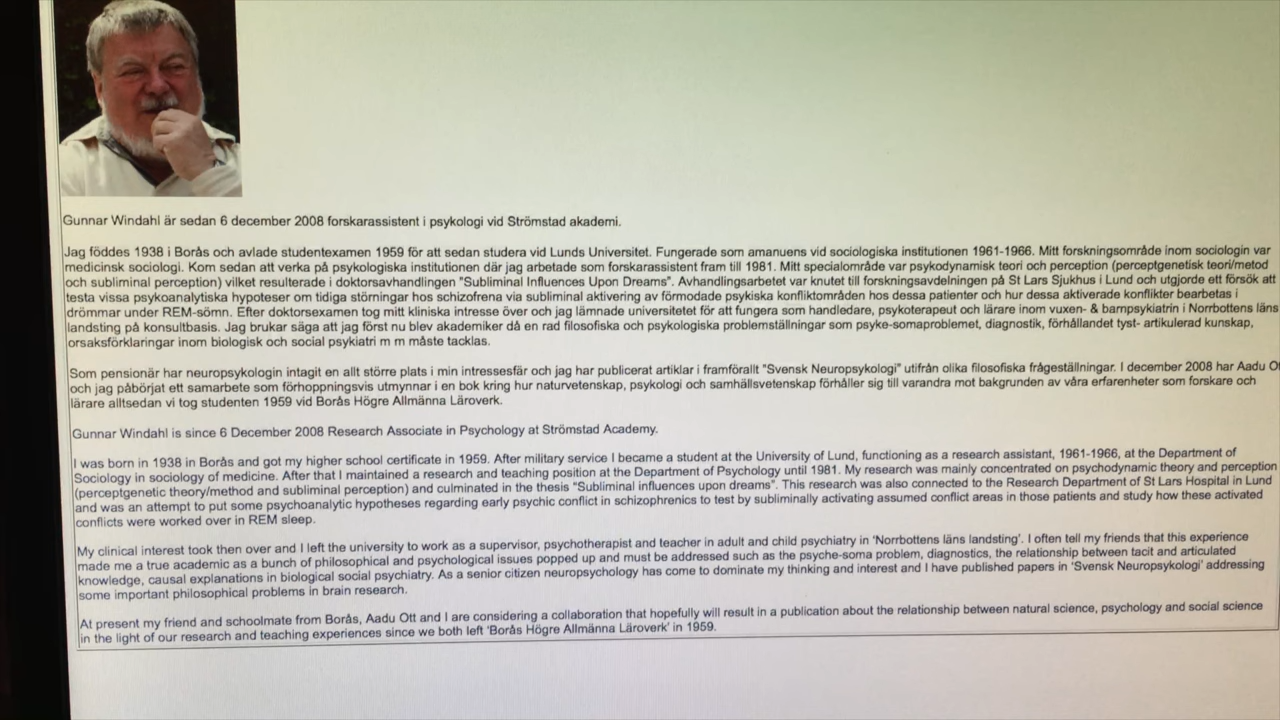 Gunnar Windahl är sedan 6 december 2008 forskarassistent i psykologi vid Strömstad akademi.
Jag föddes 1938 i Borås och avlade studentexamen 1959 för att sedan studera vid Lunds Universitet. Fungerade som amanuens vid sociologiska institutionen 1961-1966. Mitt forskningsområde inom sociologin var
medicinsk sociologi. Kom sedan att verka på psykologiska institutionen där jag arbetade som forskarassistent fram till 1981. Mitt specialområde var psykodynamisk teori och perception (perceptgenetisk teori/metod
och subliminal perception) vilket resulterade i doktorsavhandlingen "Subliminal Influences Upon Dreams". Avhandlingsarbetet var knutet till forskningsavdelningen på St Lars Sjukhus i Lund och utgjorde ett försök att
testa vissa psykoanalytiska hypoteser om tidiga störningar hos schizofrena via subliminal aktivering av förmodade psykiska konfliktområden hos dessa patienter och hur dessa aktiverade konflikter bearbetas i
drömmar under REM-sömn. Efter doktorsexamen tog mitt kliniska intresse över och jag lämnade universitetet för att fungera som handledare, psykoterapeut och lärare inom vuxen- & barnpsykiatrin i Norrbottens läns
landsting på konsultbasis. Jag brukar säga att jag först nu blev akademiker då en rad filosofiska och psykologiska problemställningar som psyke-somaproblemet, diagnostik, förhållandet tyst- artikulerad kunskap,
orsaksförklaringar inom biologisk och social psykiatri m m måste tacklas.
Som pensionär har neuropsykologin intagit en allt större plats i min intressesfär och jag har publicerat artiklar i framförallt "Svensk Neuropsykologi" utifrån olika filosofiska frågeställningar. I december 2008 har Aadu
och jag påbörjat ett samarbete som förhoppningsvis utmynnar i en bok kring hur naturvetenskap, psykologi och samhällsvetenskap förhåller sig till varandra mot bakgrunden av våra erfarenheter som forskare och
lärare alltsedan vi tog studenten 1959 vid Borås Högre Allmänna Läroverk.
Gunnar Windahl is since 6 December 2008 Research Associate in Psychology at Strömstad Academy.
I was born in 1938 in Borås and got my higher school certificate in 1959. After military service I became a student at the University of Lund, functioning as a research assistant, 1961-1966, at the Department of
Sociology in sociology of medicine. After that I maintained a research and teaching position at the Department of Psychology until 1981. My research was mainly concentrated on psychodynamic theory and perception
(perceptgenetic theory/method and subliminal perception) and culminated in the thesis "Subliminal influences upon dreams". This research was also connected to the Research Department of St Lars Hospital in Lund
and was an attempt to put some psychoanalytic hypotheses regarding early psychic conflict in schizophrenics to test by subliminally activating assumed conflict areas in those patients and study how these activated
conflicts were worked over in REM sleep.
My clinical interest took then over and I left the university to work as a supervisor, psychotherapist and teacher in adult and child psychiatry in 'Norrbottens läns landsting'. I often tell my friends that this experience
made me a true academic as a bunch of philosophical and psychological issues popped up and must be addressed such as the psyche-soma problem, diagnostics, the relationship between tacit and articulated
knowledge, causal explanations in biological social psychiatry. As a senior citizen neuropsychology has come to dominate my thinking and interest and I have published papers in 'Svensk Neuropsykologi' addressing
some important philosophical problems in brain research.
At present my friend and schoolmate from Borås, Aadu Ott and I are considering a collaboration that hopefully will result in a publication about the relationship between natural science, psychology and social science
in the light of our research and teaching experiences since we both left 'Borås Högre Allmänna Läroverk' in 1959.